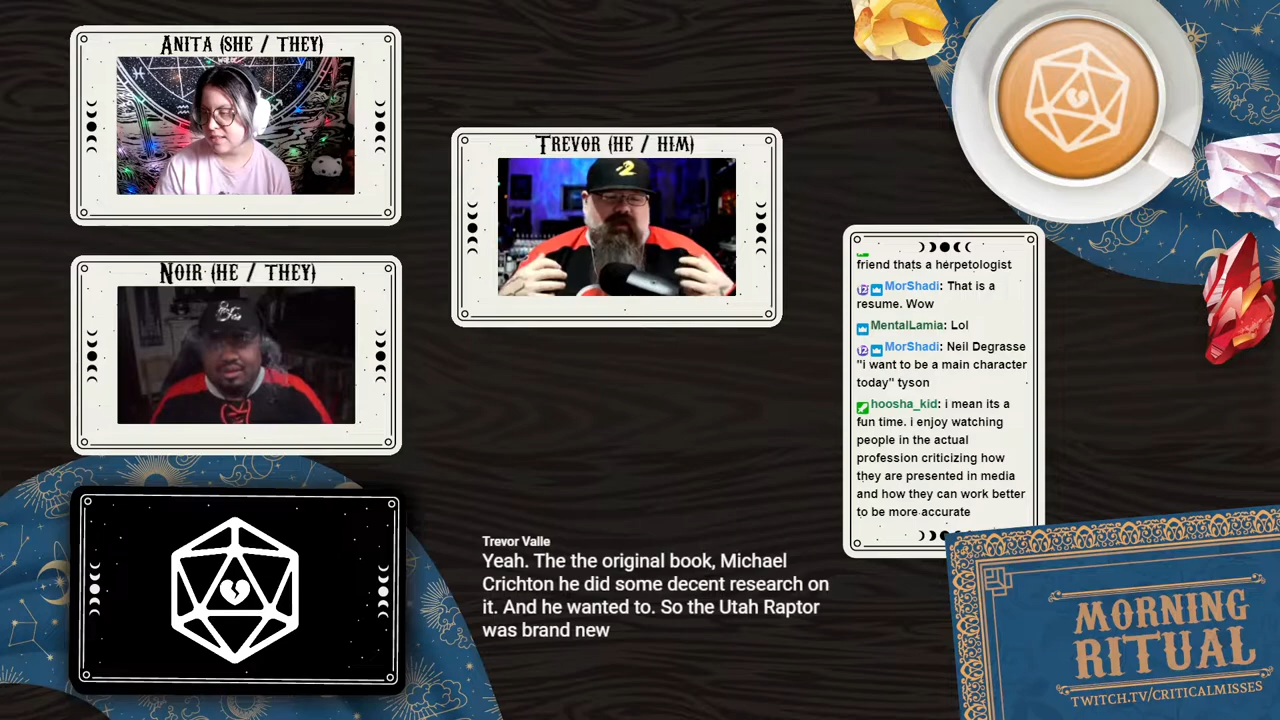 ANITA (SHE / THEY)
TREVOR (HE / HIM)
NOIR (HE / THEY)
friend thats a herpetologist
MorShadi: That is a
resume. Wow
MentalLamia: Lol
MorShadi: Neil Degrasse
"i want to be a main character
today" tyson
hoosha_kid: i mean its a
fun time. i enjoy watching
people in the actual
profession criticizing how
they are presented in media
and how they can work better
to be more accurate
Trevor Valle
Yeah. The the original book, Michael
Crichton he did some decent research on
it. And he wanted to. So the Utah Raptor
was brand new
MORNING
RITUAL
TWITCH.TV/CRITICALMISSES